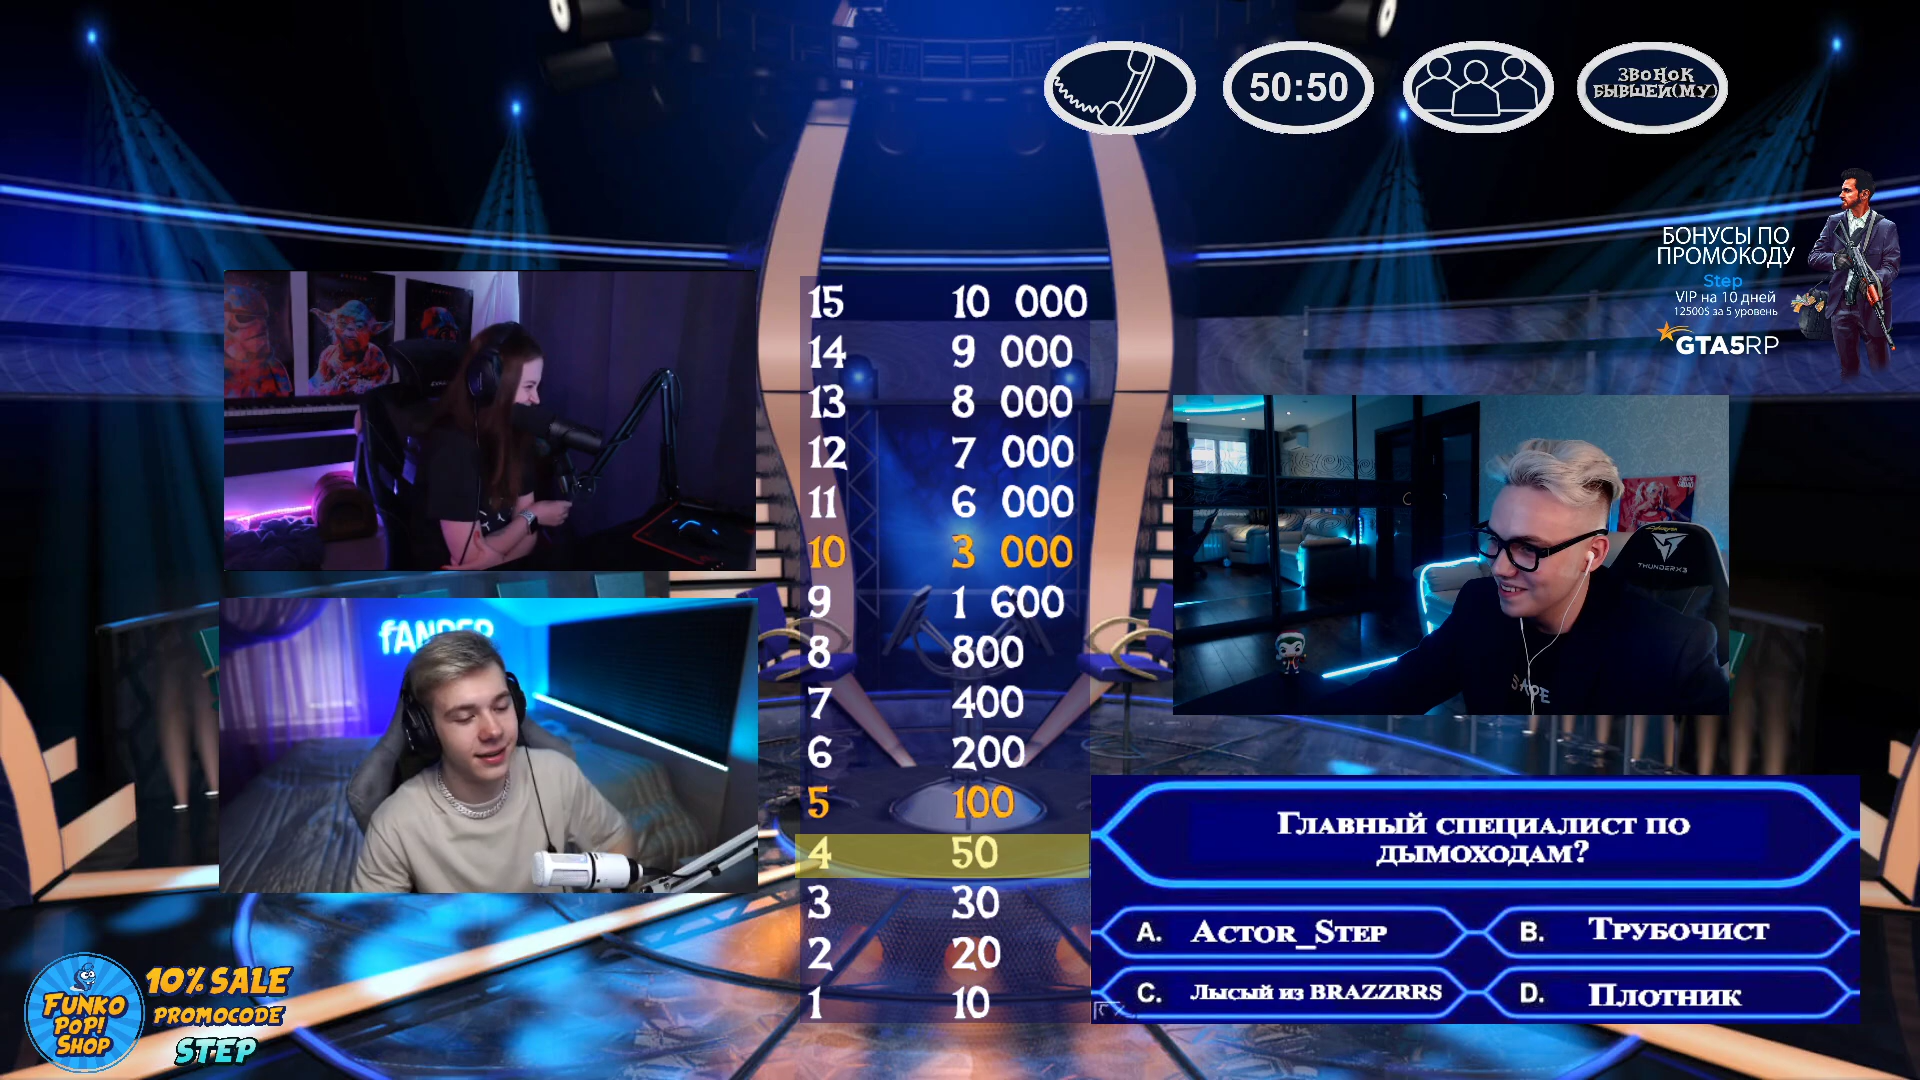 50:50
ЗВОНОК
БЫВШЕЙ(МУ)
БОНУСЫ ПО
ПРОМОКОДУ
Step
VIP на 10 дней
12500$ за 5 уровень
GTA5RP
15 10 000
14 9 000
13 8 000
12 7 000
11 6 000
10 3 000
9 1 600
8 800
7 400
6 200
5 100
4 50
3 30
2 20
1 10
THUNDERX3
FANDER
Главный специалист по
дымоходам?
A. Actor_Step
B. Трубочист
C. Лысый из BRAZZRRS
D. Плотник
FUNKO
POP!
SHOP
10% SALE
PROMOCODE
STEP